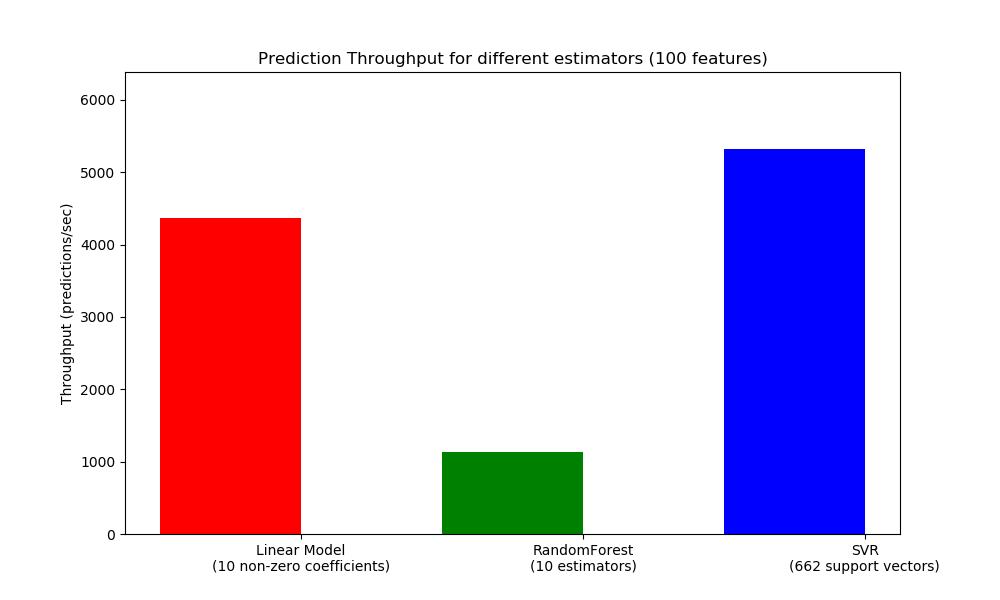 Prediction Throughput for different estimators (100 features)
Throughput (predictions/sec)
6000
5000
4000
3000
2000
1000
0
Linear Model
(10 non-zero coefficients)
RandomForest
(10 estimators)
SVR
(662 support vectors)